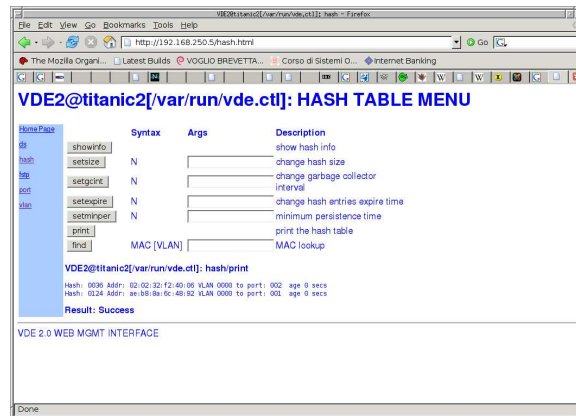 VDE2@titanic2[/var/run/vde.ctl]: hash - Firefox
File Edit View Go Bookmarks Tools Help
http://192.168.250.5/hash.html Go
The Mozilla Organi... Latest Builds VOGLIO BREVETTA... Corso di Sistemi O... Internet Banking
VDE2@titanic2[/var/run/vde.ctl]: HASH TABLE MENU
Home Page
ds
hash
fstp
port
vlan
Syntax Args Description
showinfo show hash info
setsize N change hash size
setgcint N change garbage collector
interval
setexpire N change hash entries expire time
setminper N minimum persistence time
print print the hash table
find MAC [VLAN] MAC lookup
VDE2@titanic2[/var/run/vde.ctl]: hash/print
Hash: 0036 Addr: 02:02:32:f2:40:06 VLAN 0000 to port: 002 age 0 secs
Hash: 0124 Addr: ae:b8:8a:6c:48:92 VLAN 0000 to port: 001 age 0 secs
Result: Success
VDE 2.0 WEB MGMT INTERFACE
Done